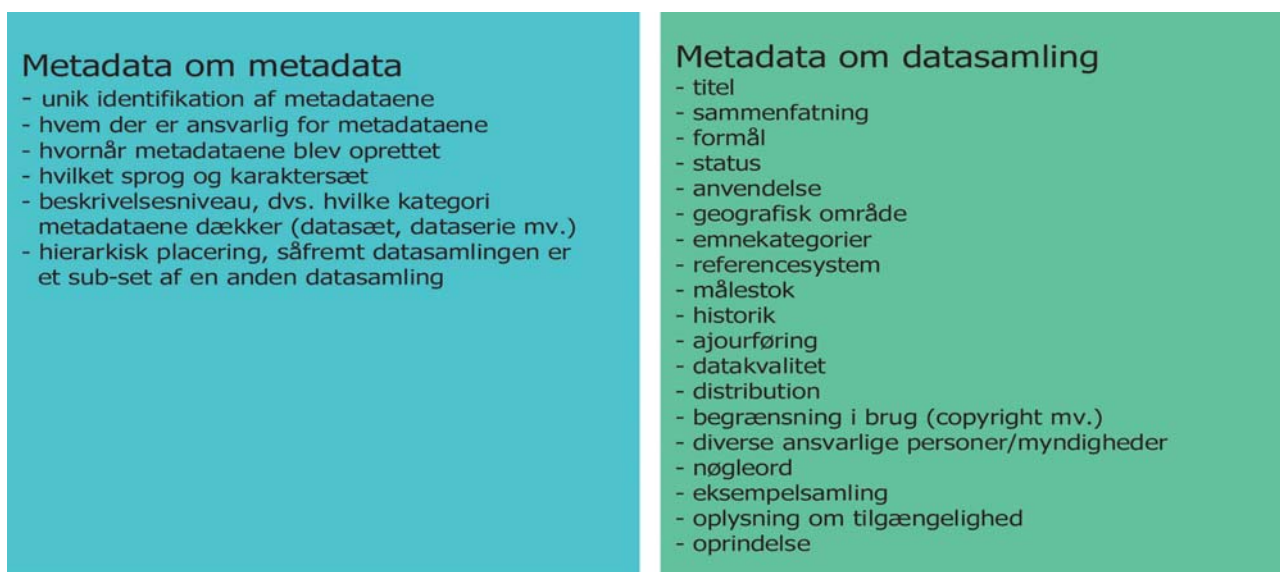 Metadata om metadata
- unik identifikation af metadataene
- hvem der er ansvarlig for metadataene
- hvornår metadataene blev oprettet
- hvilket sprog og karaktersæt
- beskrivelsesniveau, dvs. hvilke kategori
metadataene dækker (datasæt, dataserie mv.)
- hierarkisk placering, såfremt datasamlingen er
et sub-set af en anden datasamling
Metadata om datasamling
- titel
- sammenfatning
- formål
- status
- anvendelse
- geografisk område
- emnekategorier
- referencesystem
- målestok
- historik
- ajourføring
- datakvalitet
- distribution
- begrænsning i brug (copyright mv.)
- diverse ansvarlige personer/myndigheder
- nøgleord
- eksempelsamling
- oplysning om tilgængelighed
- oprindelse